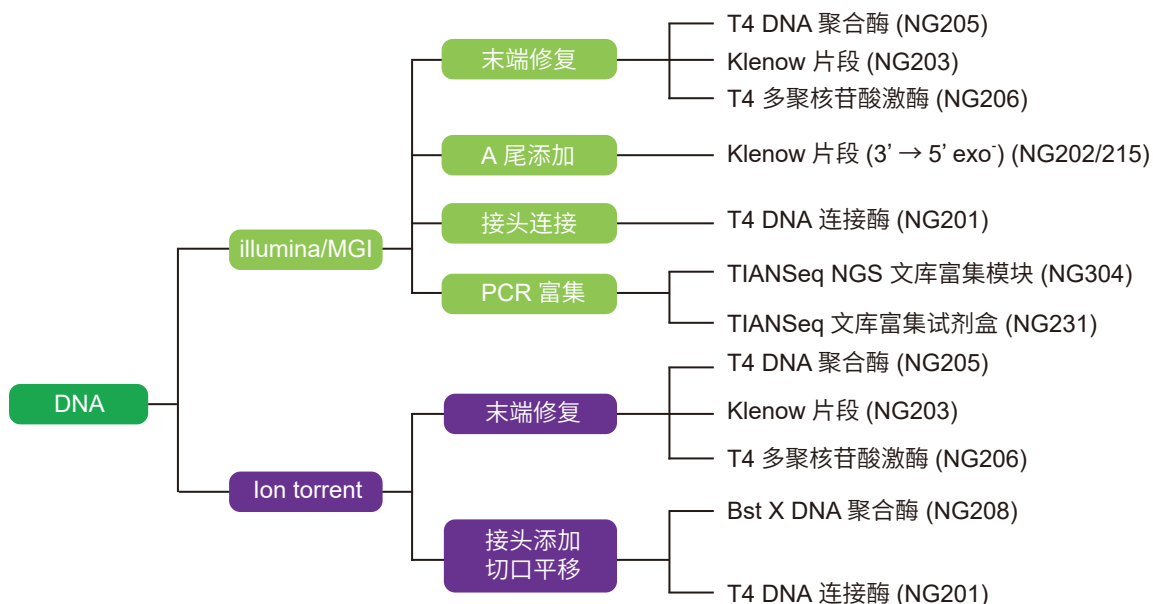 DNA
illumina/MGI
末端修复
T4 DNA 聚合酶 (NG205)
Klenow 片段 (NG203)
T4 多聚核苷酸激酶 (NG206)
A 尾添加
Klenow 片段 (3’ → 5’ exo⁻) (NG202/215)
接头连接
T4 DNA 连接酶 (NG201)
PCR 富集
TIANSeq NGS 文库富集模块 (NG304)
TIANSeq 文库富集试剂盒 (NG231)
Ion torrent
末端修复
T4 DNA 聚合酶 (NG205)
Klenow 片段 (NG203)
T4 多聚核苷酸激酶 (NG206)
接头添加
切口平移
Bst X DNA 聚合酶 (NG208)
T4 DNA 连接酶 (NG201)